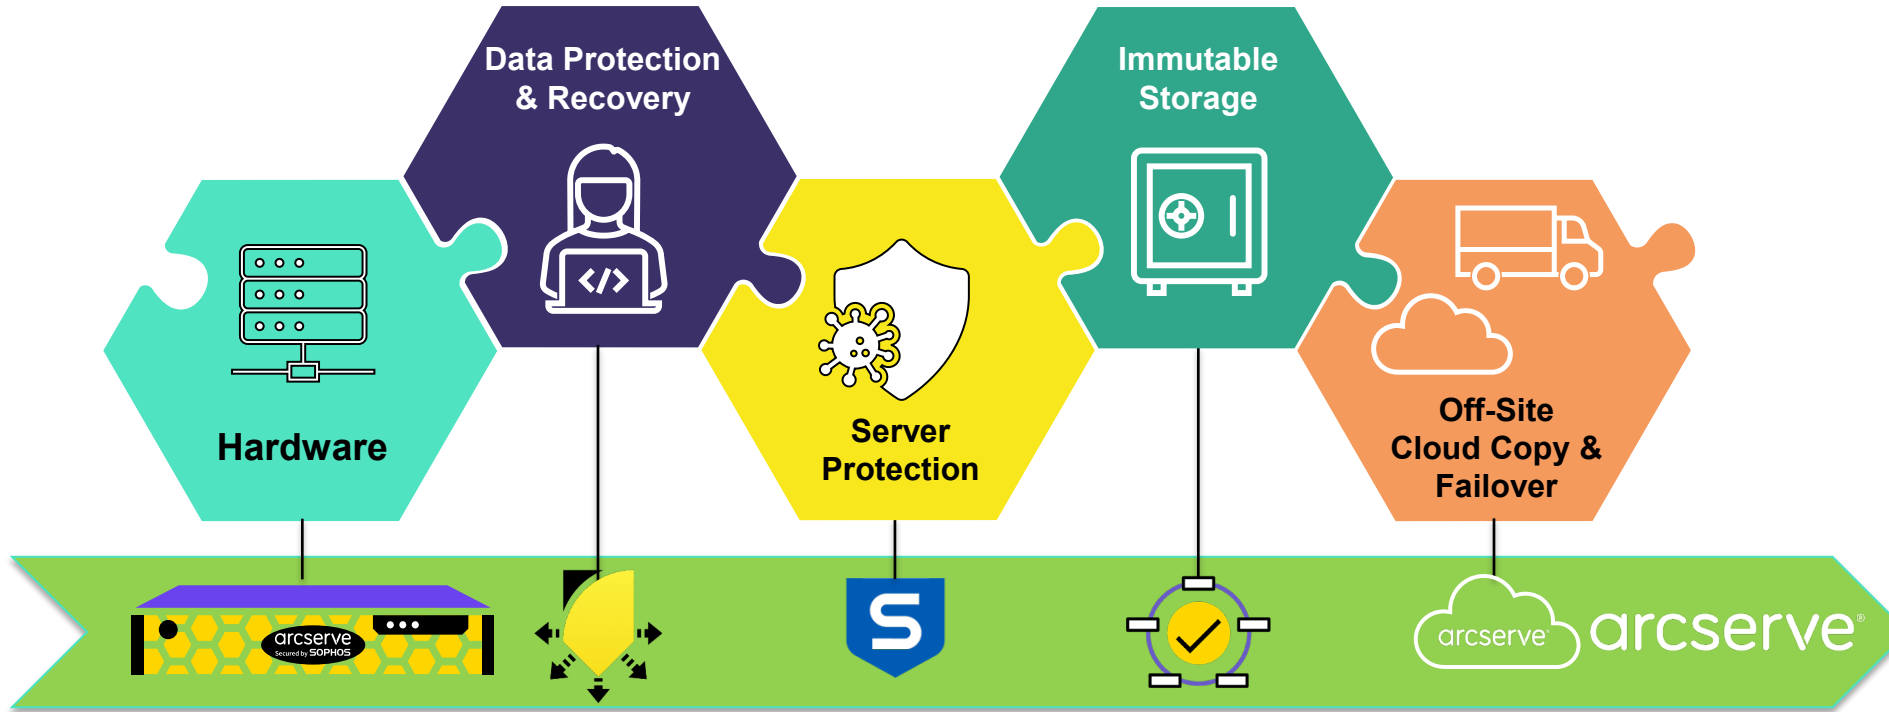 Data Protection
& Recovery
Immutable
Storage
</>
Hardware
Server
Protection
Off-Site
Cloud Copy &
Failover
arcserve
Secured by SOPHOS
S
arcserve®
arcserve®